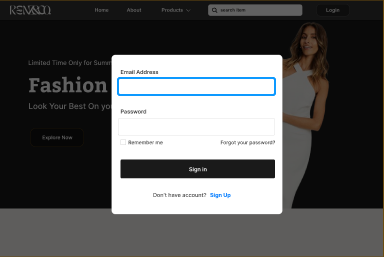 Home About Products search item Login
Limited Time Only for Summ
Fashion
Look Your Best On yo
Explore Now
Email Address
Password
Remember me Forgot your password?
Sign in
Don't have account? Sign Up